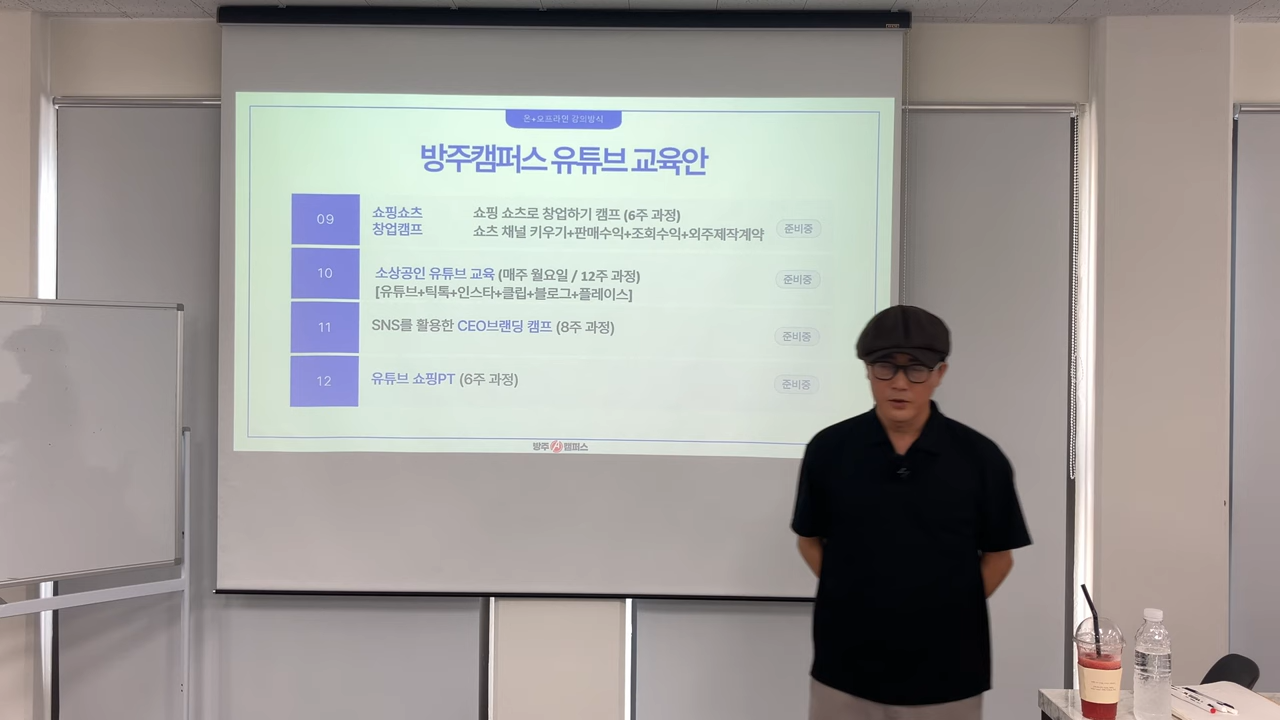 온+오프라인 강의방식
방주캠퍼스 유튜브 교육안
09
쇼핑쇼츠
창업캠프
쇼핑 쇼츠로 창업하기 캠프 (6주 과정)
쇼츠 채널 키우기+판매수익+조회수익+외주제작계약
준비중
10
소상공인 유튜브 교육 (매주 월요일 / 12주 과정)
[유튜브+틱톡+인스타+클립+블로그+플레이스]
준비중
11
SNS를 활용한 CEO브랜딩 캠프 (8주 과정)
준비중
12
유튜브 쇼핑PT (6주 과정)
준비중
방주 캠퍼스